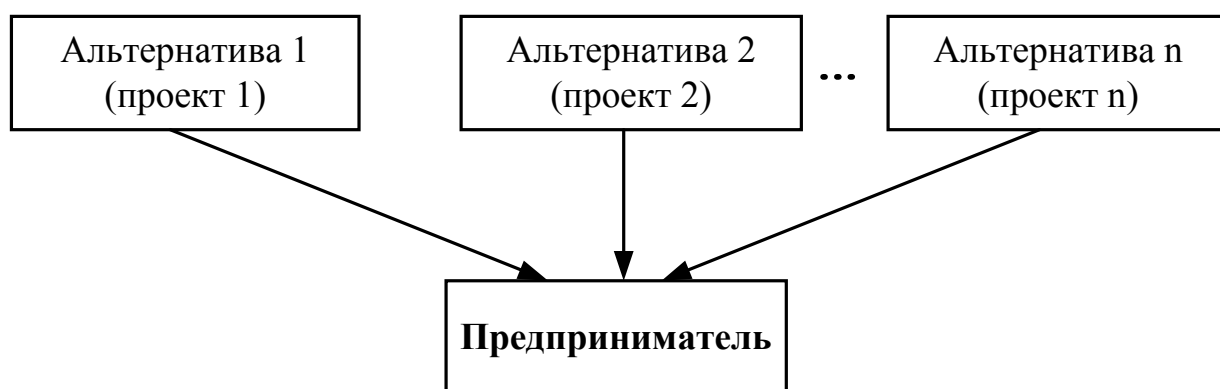 Альтернатива 1
(проект 1)
Альтернатива 2
(проект 2)
...
Альтернатива n
(проект n)
Предприниматель